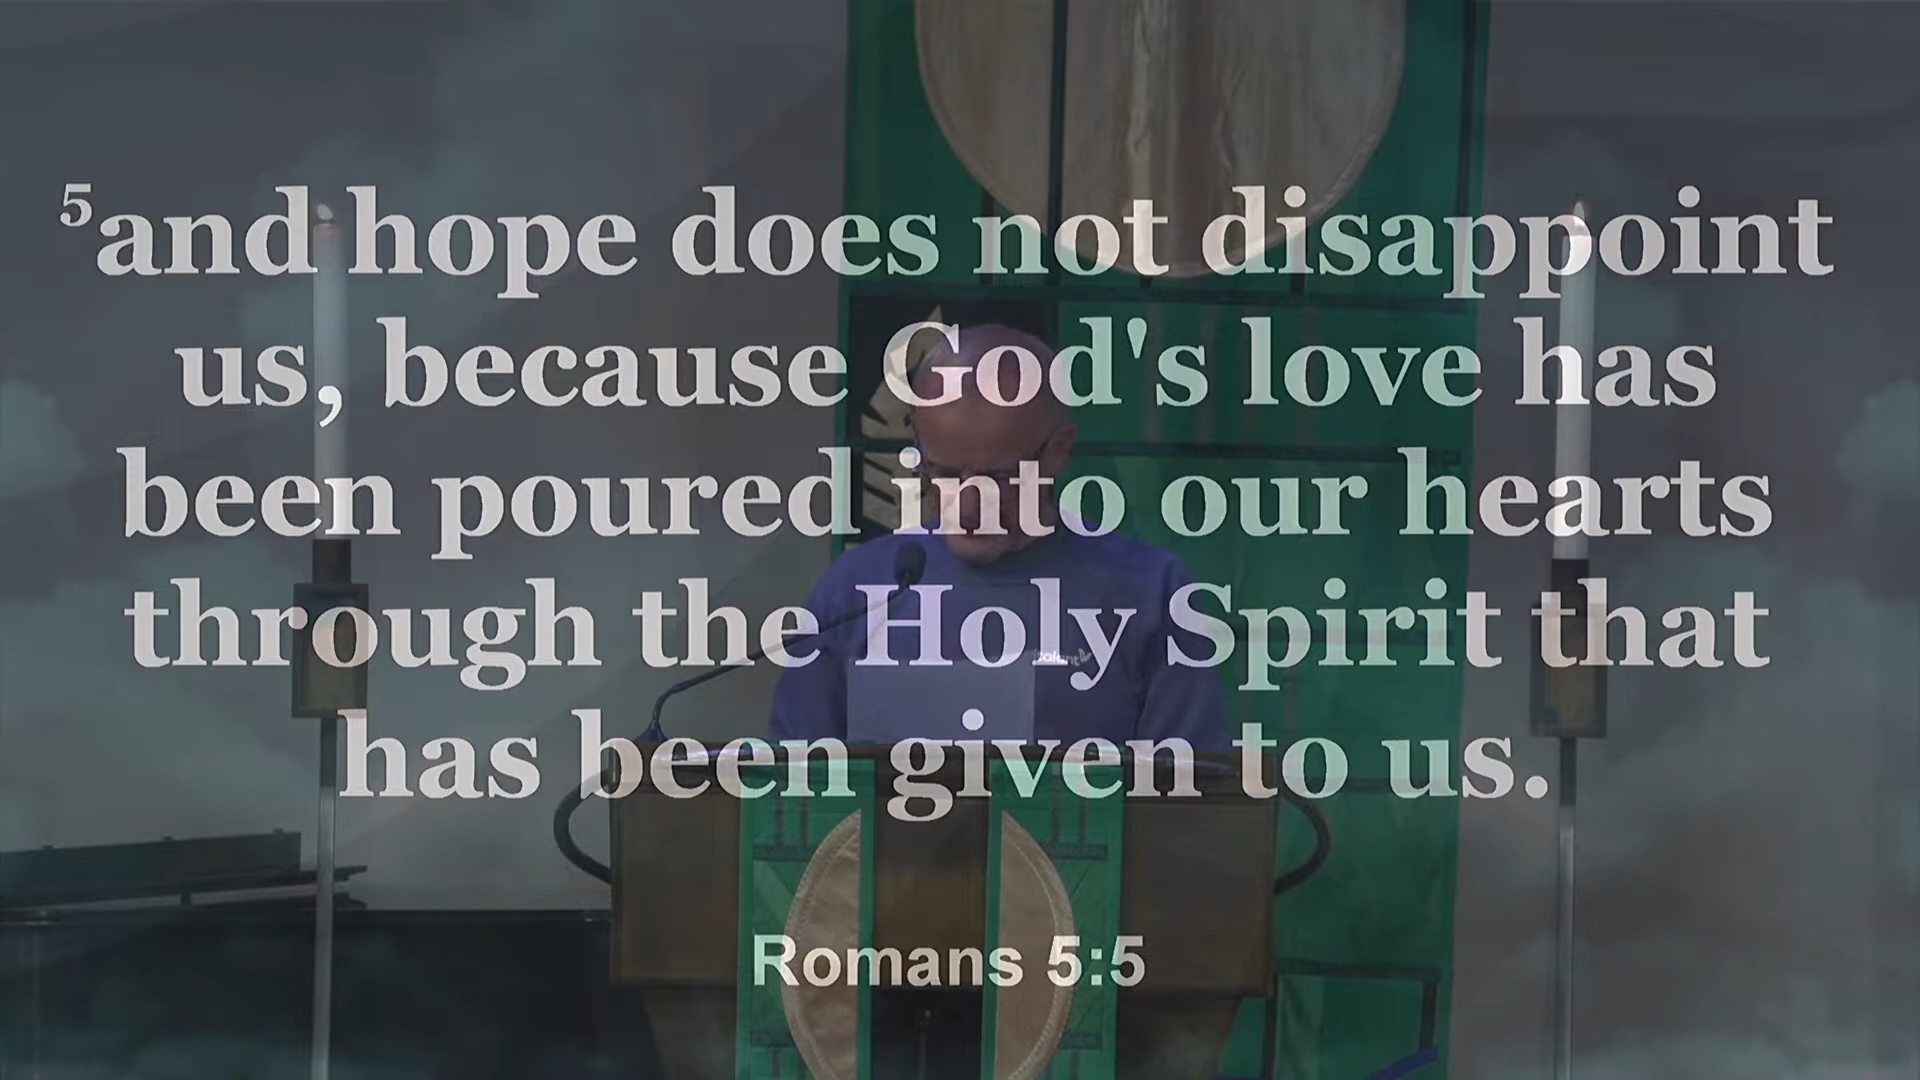 ⁵and hope does not disappoint
us, because God's love has
been poured into our hearts
through the Holy Spirit that
has been given to us.
Romans 5:5